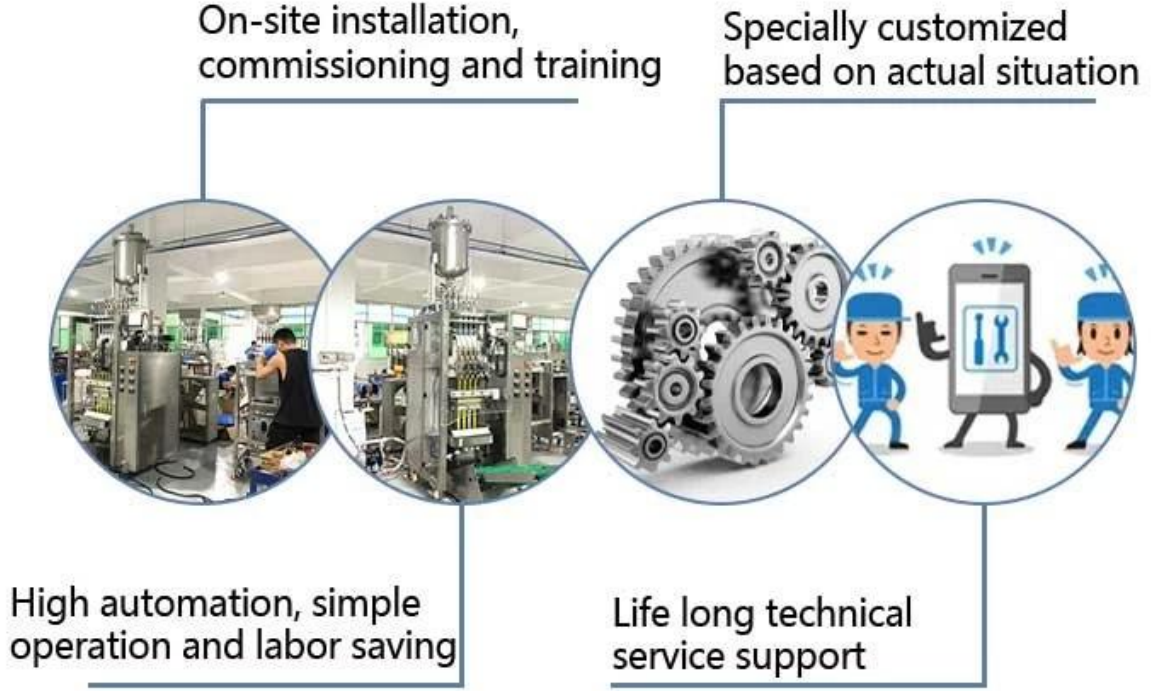 On-site installation,
commissioning and training
Specially customized
based on actual situation
High automation, simple
operation and labor saving
Life long technical
service support